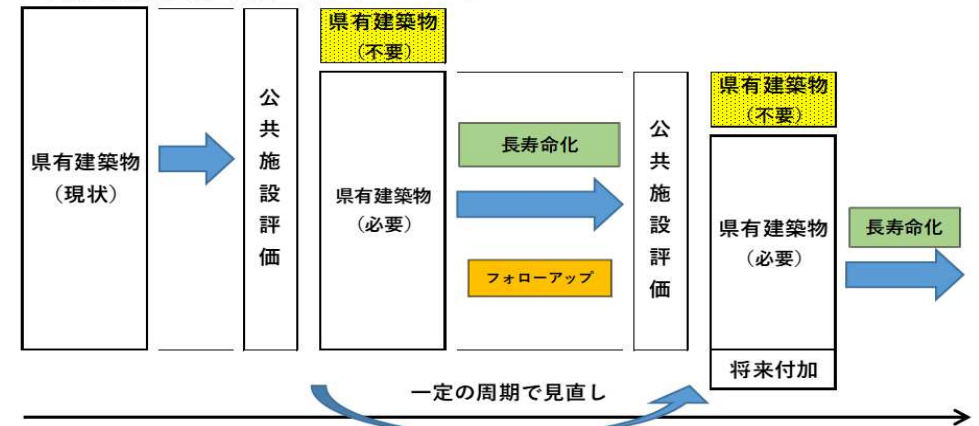 県有建築物
(現状)
公共施設評価
県有建築物
(不要)
県有建築物
(必要)
長寿命化
フォローアップ
公共施設評価
県有建築物
(不要)
県有建築物
(必要)
将来付加
長寿命化
一定の周期で見直し